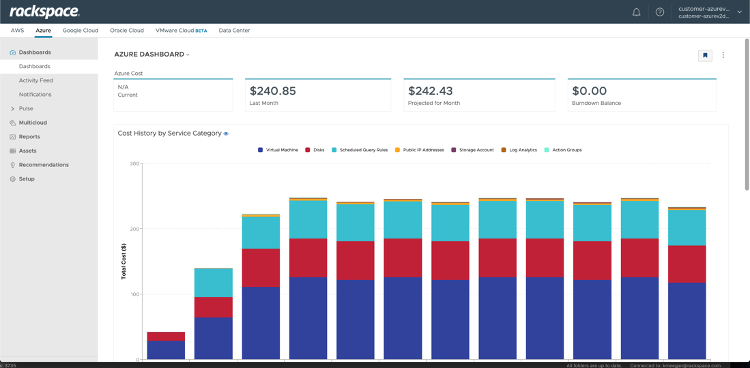 rackspace.
customer-azurev...
customer-azurev2d...
AWS Azure Google Cloud Oracle Cloud VMware Cloud BETA Data Center
Dashboards
Dashboards
Activity Feed
Notifications
Pulse
Multicloud
Reports
Assets
Recommendations
Setup
AZURE DASHBOARD
Azure Cost
N/A
Current
$240.85
Last Month
$242.43
Projected for Month
$0.00
Burndown Balance
Cost History by Service Category
Virtual Machine Disks Scheduled Query Rules Public IP Addresses Storage Account Log Analytics Action Groups
Total Cost ($)
300
200
100
0
All folders are up to date. Connected to: